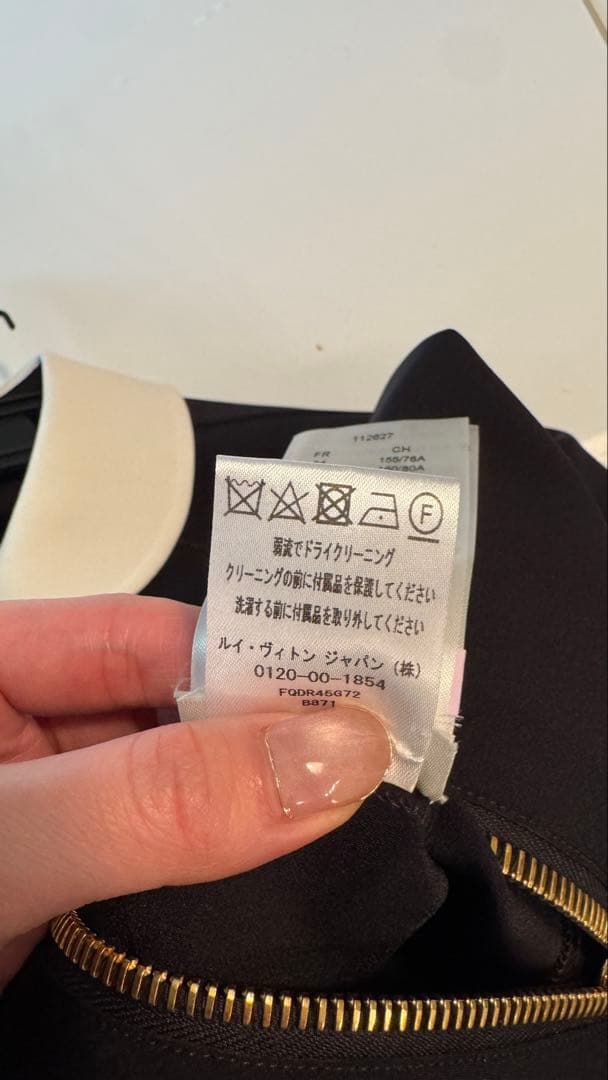 112627
FR
CH
155/76A
弱流でドライクリーニング
クリーニングの前に付属品を保護してください
洗濯する前に付属品を取り外してください
ルイ・ヴィトン ジャパン (株)
0120-00-1854
FQDR45G72
B871
F